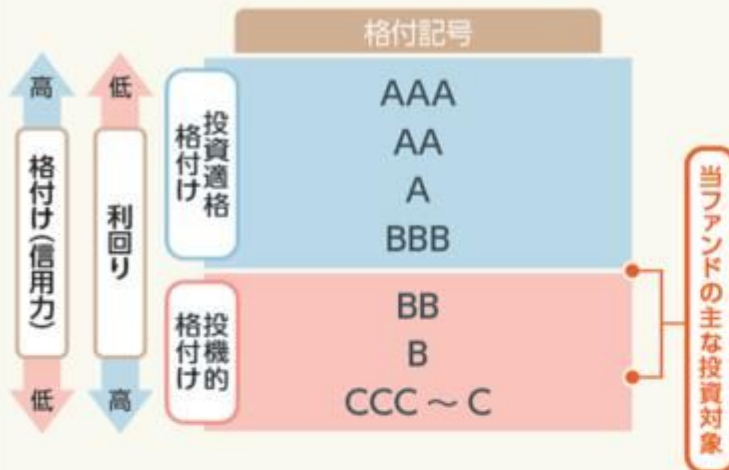 格付記号
高
低
格付け(信用力)
利回り
低
高
投資適格
格付け
AAA
AA
A
BBB
投機的
格付け
BB
B
CCC ～ C
当ファンドの主な投資対象